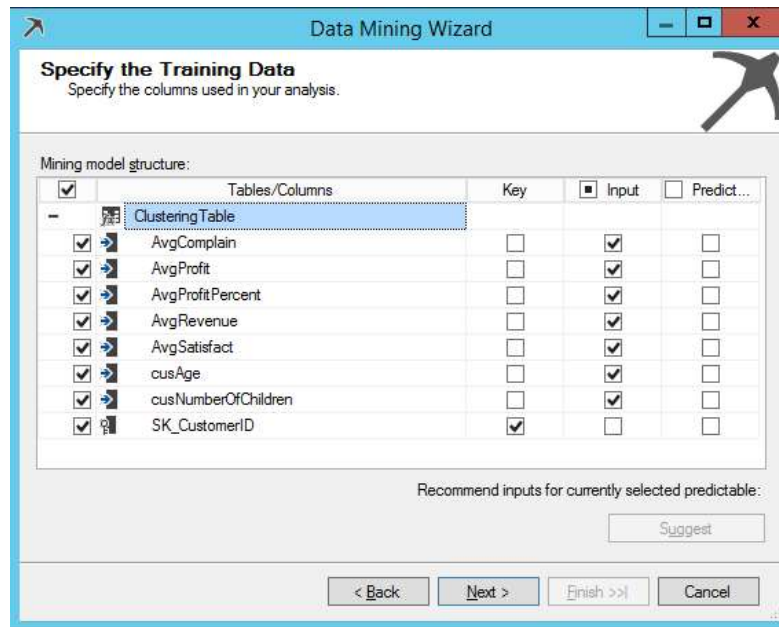 Data Mining Wizard
Specify the Training Data
Specify the columns used in your analysis.
Mining model structure:
Tables/Columns Key Input Predict...
ClusteringTable
AvgComplain
AvgProfit
AvgProfitPercent
AvgRevenue
AvgSatisfact
cusAge
cusNumberOfChildren
SK_CustomerID
Recommend inputs for currently selected predictable:
Suggest
< Back Next > Finish >>| Cancel